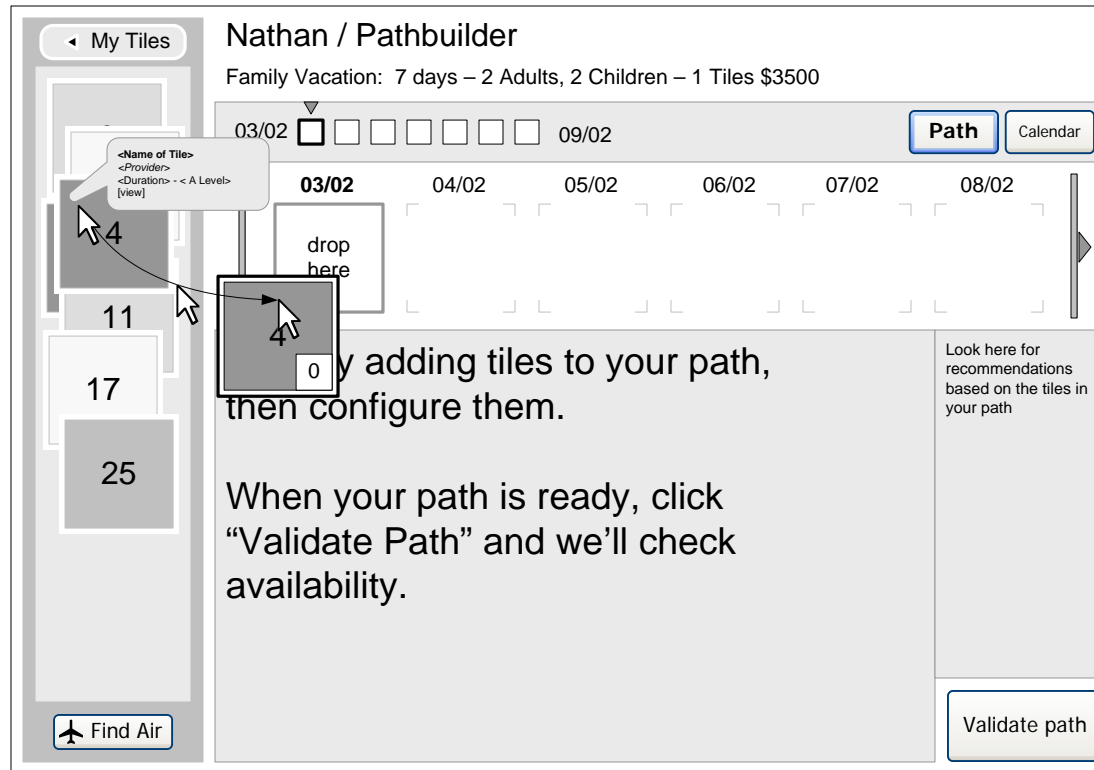 My Tiles
Nathan / Pathbuilder
Family Vacation: 7 days – 2 Adults, 2 Children – 1 Tiles $3500
03/02
09/02
Path
Calendar
<Name of Tile>
<Provider>
<Duration> - < A Level>
[view]
03/02
04/02
05/02
06/02
07/02
08/02
4
drop
here
11
4
0
17
25
y adding tiles to your path,
then configure them.
When your path is ready, click
“Validate Path” and we’ll check
availability.
Look here for
recommendations
based on the tiles in
your path
Find Air
Validate path